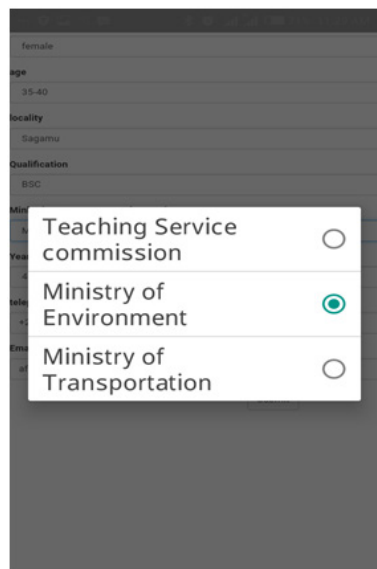 female
age
35-40
locality
Sagamu
Qualification
BSC
Teaching Service
commission
Ministry of
Environment
Ministry of
Transportation